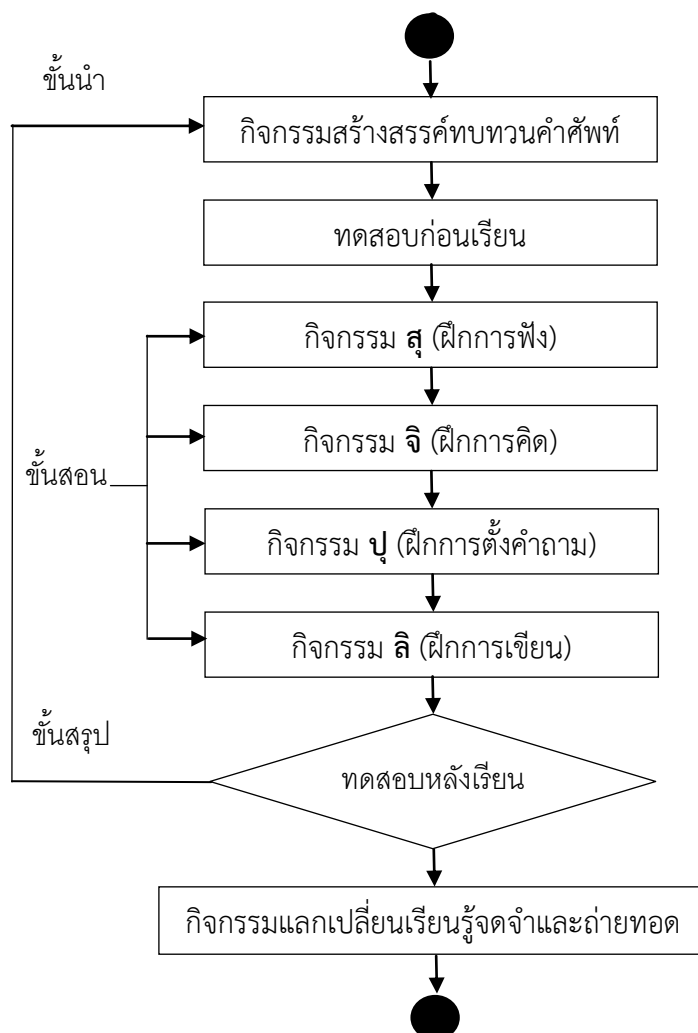 ขั้นนำ
กิจกรรมสร้างสรรค์ทบทวนคำศัพท์
ทดสอบก่อนเรียน
กิจกรรม สุ (ฝึกการฟัง)
กิจกรรม จิ (ฝึกการคิด)
ขั้นสอน
กิจกรรม ปุ (ฝึกการตั้งคำถาม)
กิจกรรม ลิ (ฝึกการเขียน)
ขั้นสรุป
ทดสอบหลังเรียน
กิจกรรมแลกเปลี่ยนเรียนรู้จดจำและถ่ายทอด